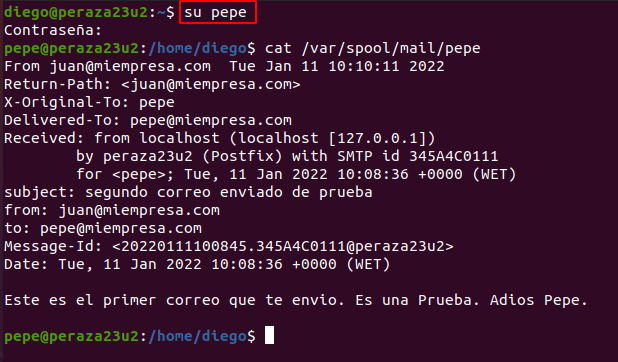 diego@peraza23u2:~$ su pepe
Contraseña:
pepe@peraza23u2:/home/diego$ cat /var/spool/mail/pepe
From juan@miempresa.com  Tue Jan 11 10:10:11 2022
Return-Path: <juan@miempresa.com>
X-Original-To: pepe
Delivered-To: pepe@miempresa.com
Received: from localhost (localhost [127.0.0.1])
        by peraza23u2 (Postfix) with SMTP id 345A4C0111
        for <pepe>; Tue, 11 Jan 2022 10:08:36 +0000 (WET)
subject: segundo correo enviado de prueba
from: juan@miempresa.com
to: pepe@miempresa.com
Message-Id: <20220111100845.345A4C0111@peraza23u2>
Date: Tue, 11 Jan 2022 10:08:36 +0000 (WET)

Este es el primer correo que te envio. Es una Prueba. Adios Pepe.

pepe@peraza23u2:/home/diego$